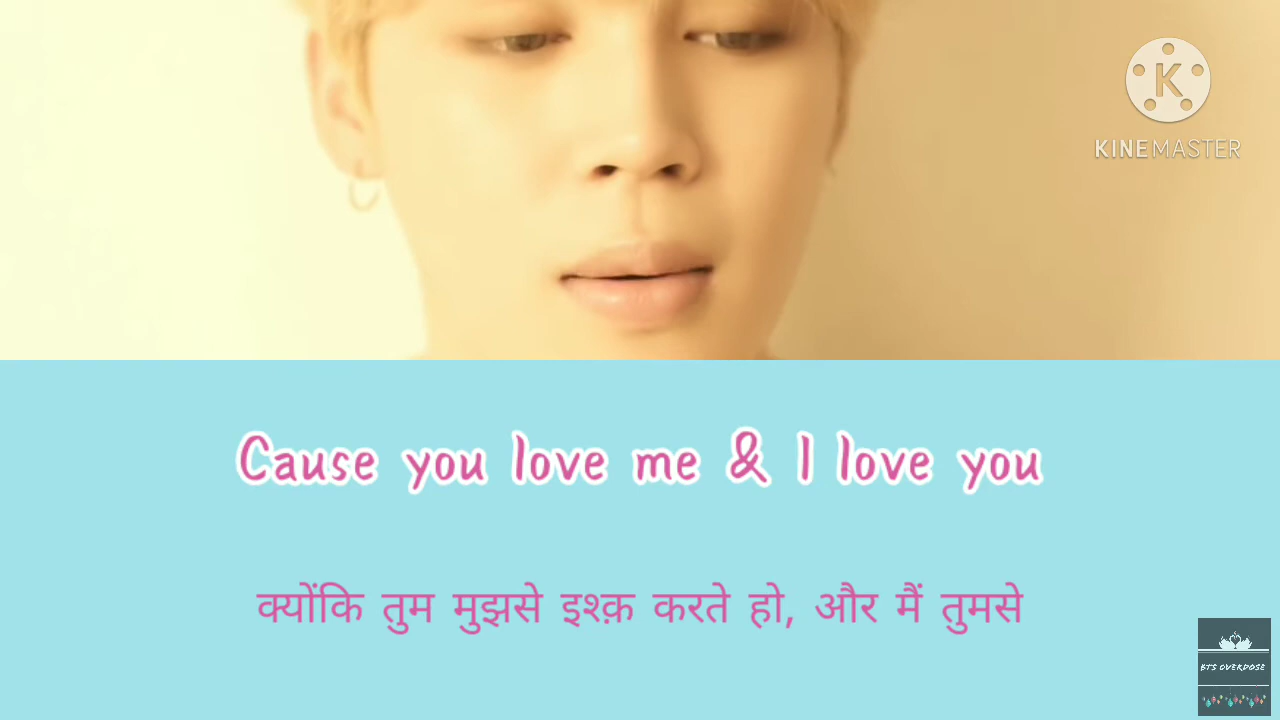 K
KINEMASTER
Cause you love me & I love you
क्योंकि तुम मुझसे इश्क़ करते हो, और मैं तुमसे
BTS OVERDOSE